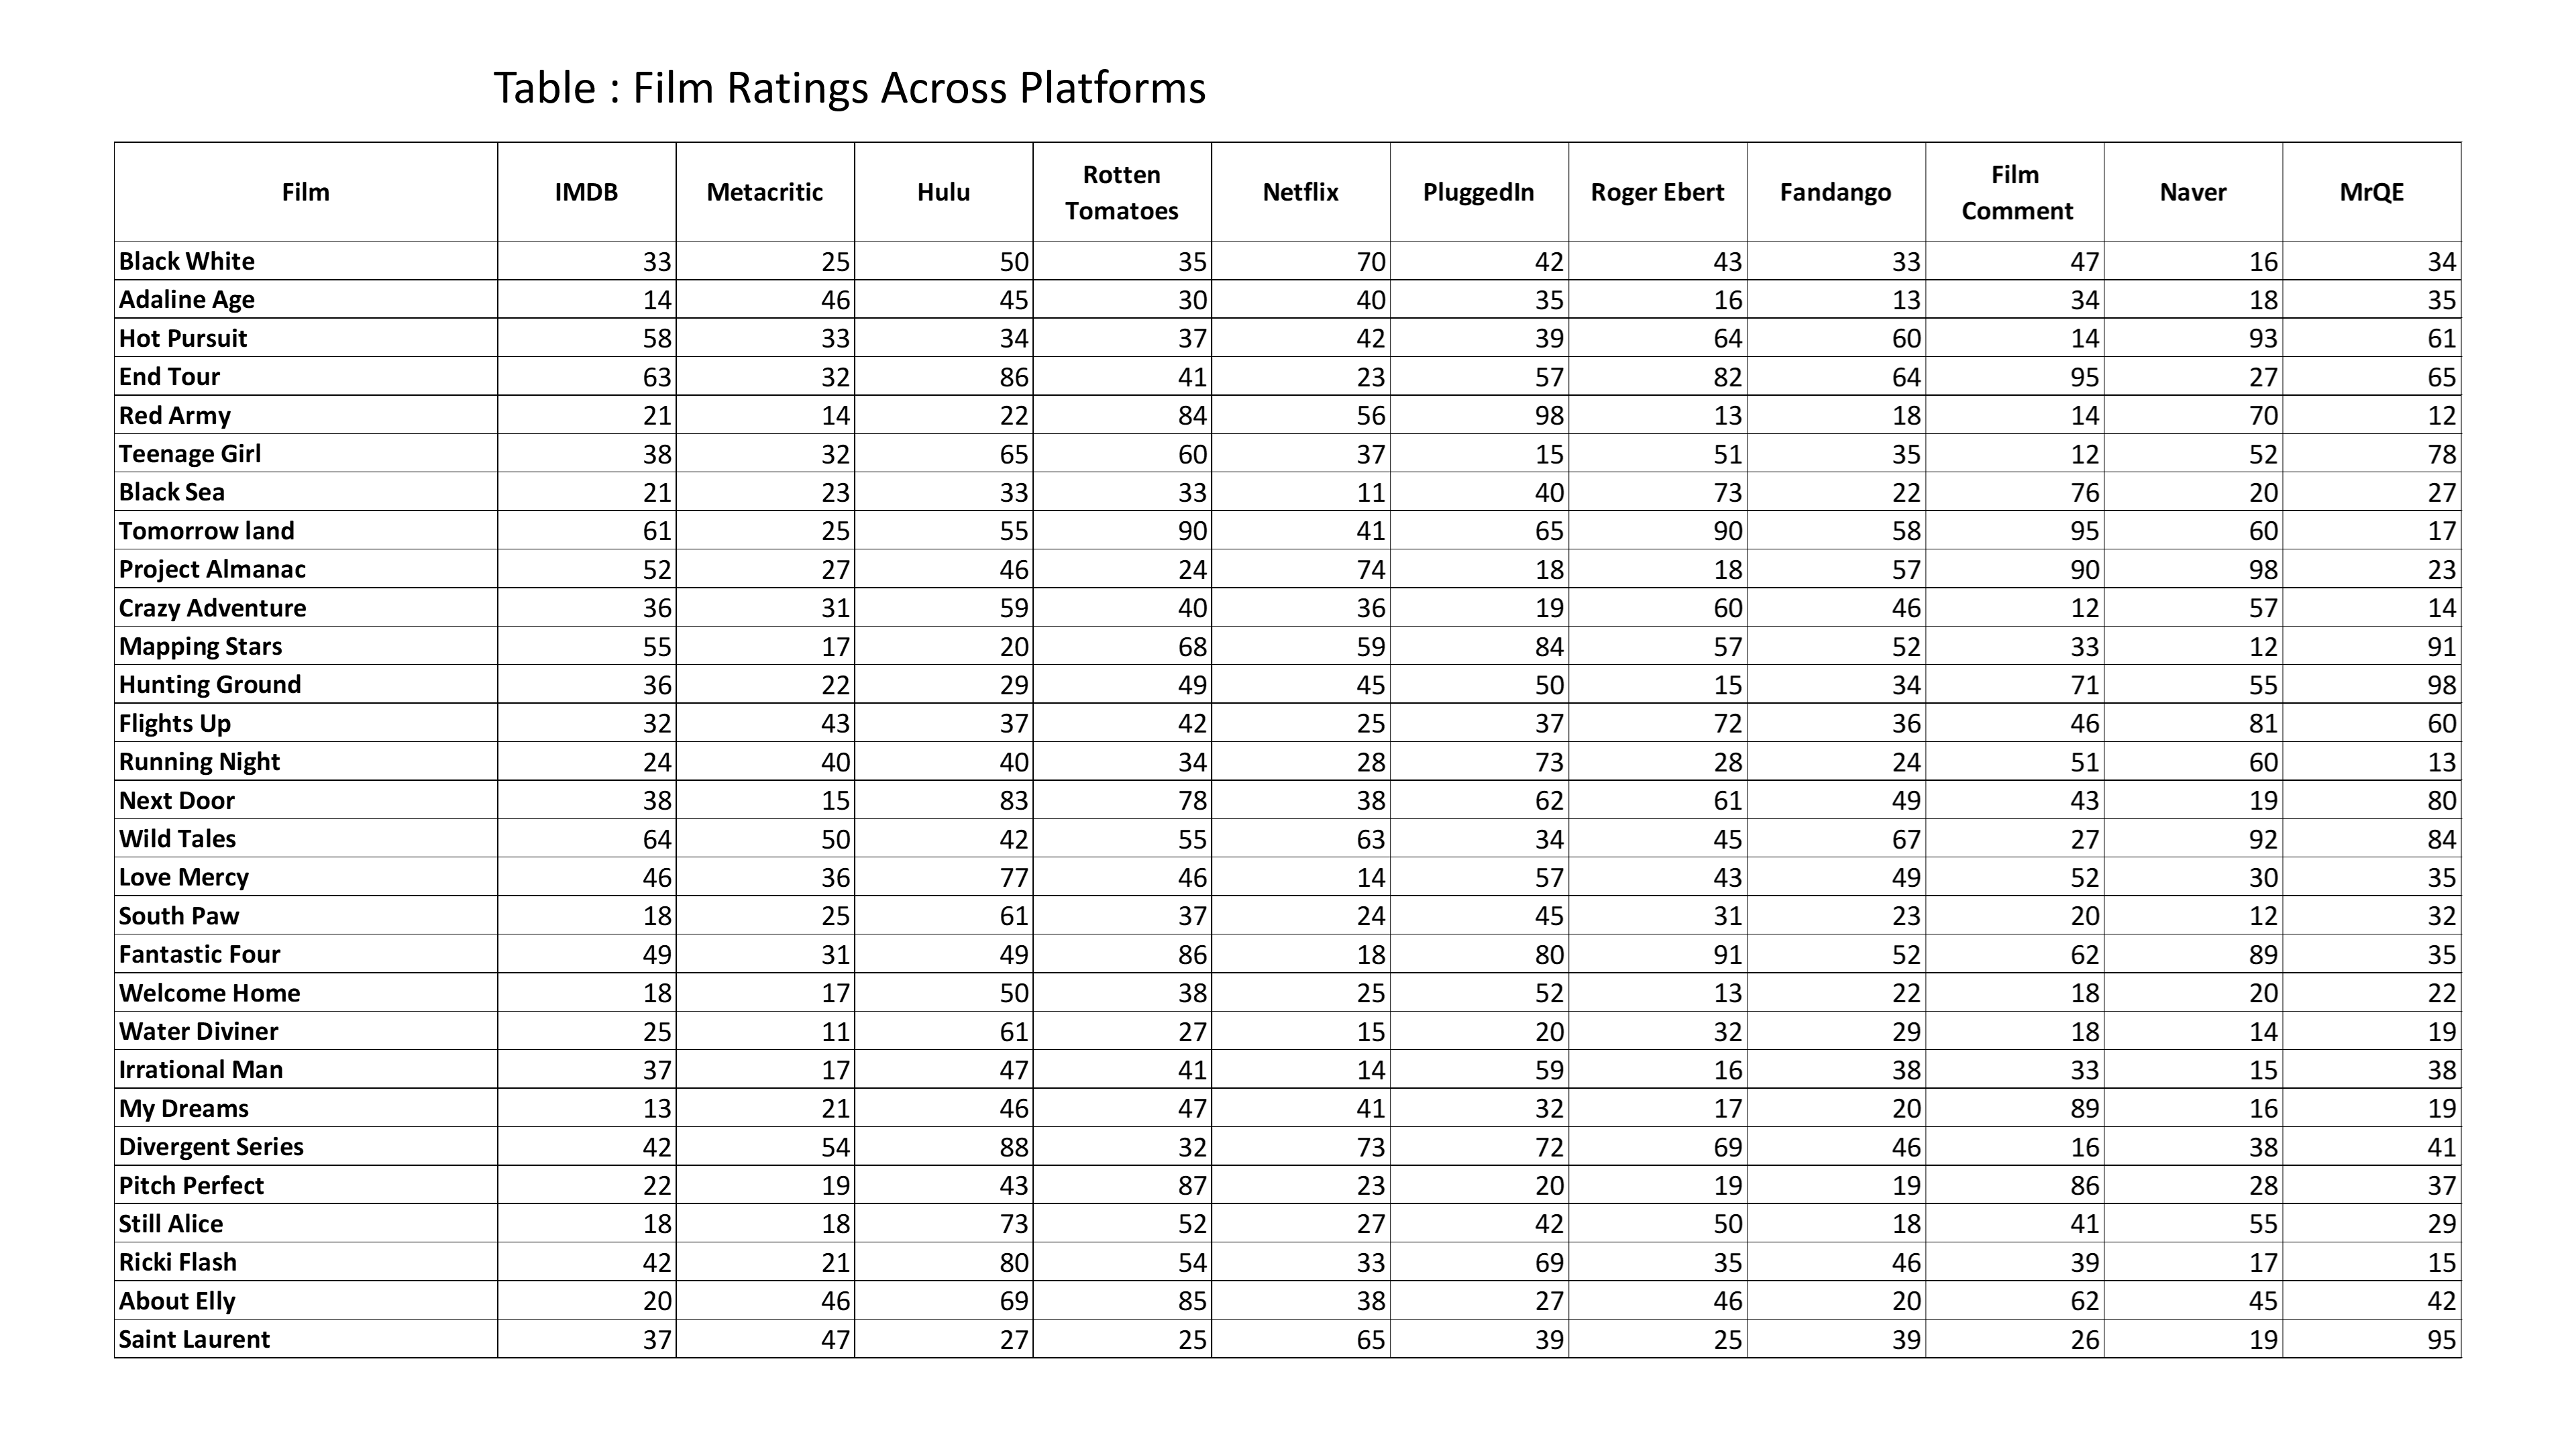 Table : Film Ratings Across Platforms
Film IMDB Metacritic Hulu Rotten Tomatoes Netflix PluggedIn Roger Ebert Fandango Film Comment Naver MrQE
Black White 33 25 50 35 70 42 43 33 47 16 34
Adaline Age 14 46 45 30 40 35 16 13 34 18 35
Hot Pursuit 58 33 34 37 42 39 64 60 14 93 61
End Tour 63 32 86 41 23 57 82 64 95 27 65
Red Army 21 14 22 84 56 98 13 18 14 70 12
Teenage Girl 38 32 65 60 37 15 51 35 12 52 78
Black Sea 21 23 33 33 11 40 73 22 76 20 27
Tomorrow land 61 25 55 90 41 65 90 58 95 60 17
Project Almanac 52 27 46 24 74 18 18 57 90 98 23
Crazy Adventure 36 31 59 40 36 19 60 46 12 57 14
Mapping Stars 55 17 20 68 59 84 57 52 33 12 91
Hunting Ground 36 22 29 49 45 50 15 34 71 55 98
Flights Up 32 43 37 42 25 37 72 36 46 81 60
Running Night 24 40 40 34 28 73 28 24 51 60 13
Next Door 38 15 83 78 38 62 61 49 43 19 80
Wild Tales 64 50 42 55 63 34 45 67 27 92 84
Love Mercy 46 36 77 46 14 57 43 49 52 30 35
South Paw 18 25 61 37 24 45 31 23 20 12 32
Fantastic Four 49 31 49 86 18 80 91 52 62 89 35
Welcome Home 18 17 50 38 25 52 13 22 18 20 22
Water Diviner 25 11 61 27 15 20 32 29 18 14 19
Irrational Man 37 17 47 41 14 59 16 38 33 15 38
My Dreams 13 21 46 47 41 32 17 20 89 16 19
Divergent Series 42 54 88 32 73 72 69 46 16 38 41
Pitch Perfect 22 19 43 87 23 20 19 19 86 28 37
Still Alice 18 18 73 52 27 42 50 18 41 55 29
Ricki Flash 42 21 80 54 33 69 35 46 39 17 15
About Elly 20 46 69 85 38 27 46 20 62 45 42
Saint Laurent 37 47 27 25 65 39 25 39 26 19 95